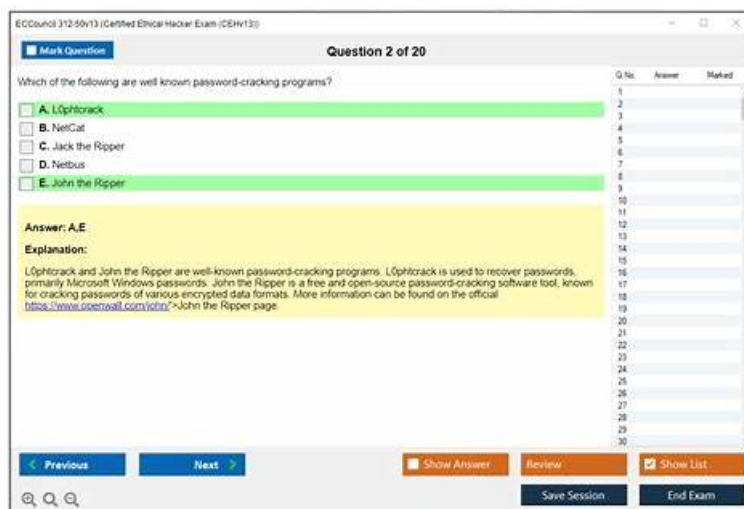 ECCouncil 312-50v13 (Certified Ethical Hacker Exam (CEHv13))
Mark Question
Question 2 of 20
Q.No. Answer Marked
Which of the following are well known password-cracking programs?
A. L0phtcrack
B. NetCat
C. Jack the Ripper
D. Netbus
E. John the Ripper
Answer: A,E
Explanation:
L0phtcrack and John the Ripper are well-known password-cracking programs. L0phtcrack is used to recover passwords,
primarily Microsoft Windows passwords. John the Ripper is a free and open-source password-cracking software tool, known
for cracking passwords of various encrypted data formats. More information can be found on the official
https://www.openwall.com/john/">John the Ripper page.
1
2
3
4
5
6
7
8
9
10
11
12
13
14
15
16
17
18
19
20
21
22
23
24
25
26
27
28
29
30
Previous
Next
Show Answer
Review
Show List
Save Session
End Exam